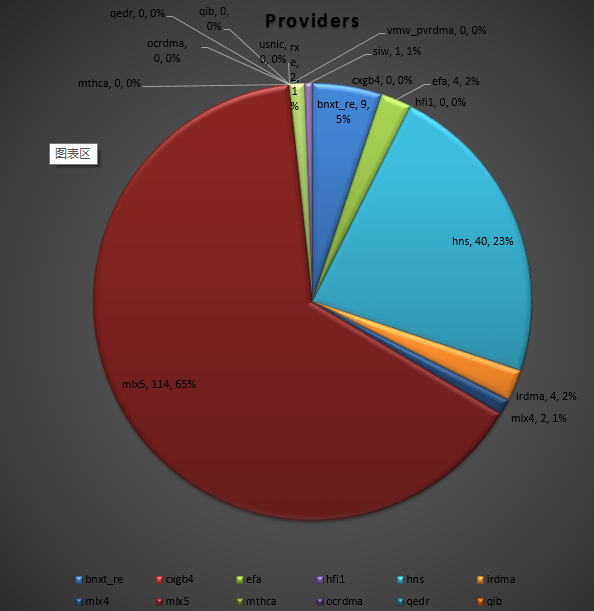 Providers
qedr, 0, 0%
qib, 0,
0%
vmw_pvrdma, 0, 0%
ocrdma,
0, 0%
usnic,
0, 0%
rx
e,
2,
1
%
siw, 1, 1%
mthca, 0, 0%
cxgb4, 0, 0%
efa, 4, 2%
bnxt_re, 9,
5%
hfi1, 0, 0%
图表区
hns, 40, 23%
mlx5, 114, 65%
irdma, 4, 2%
mlx4, 2, 1%
bnxt_re cxgb4 efa hfi1 hns irdma
mlx4 mlx5 mthca ocrdma qedr qib